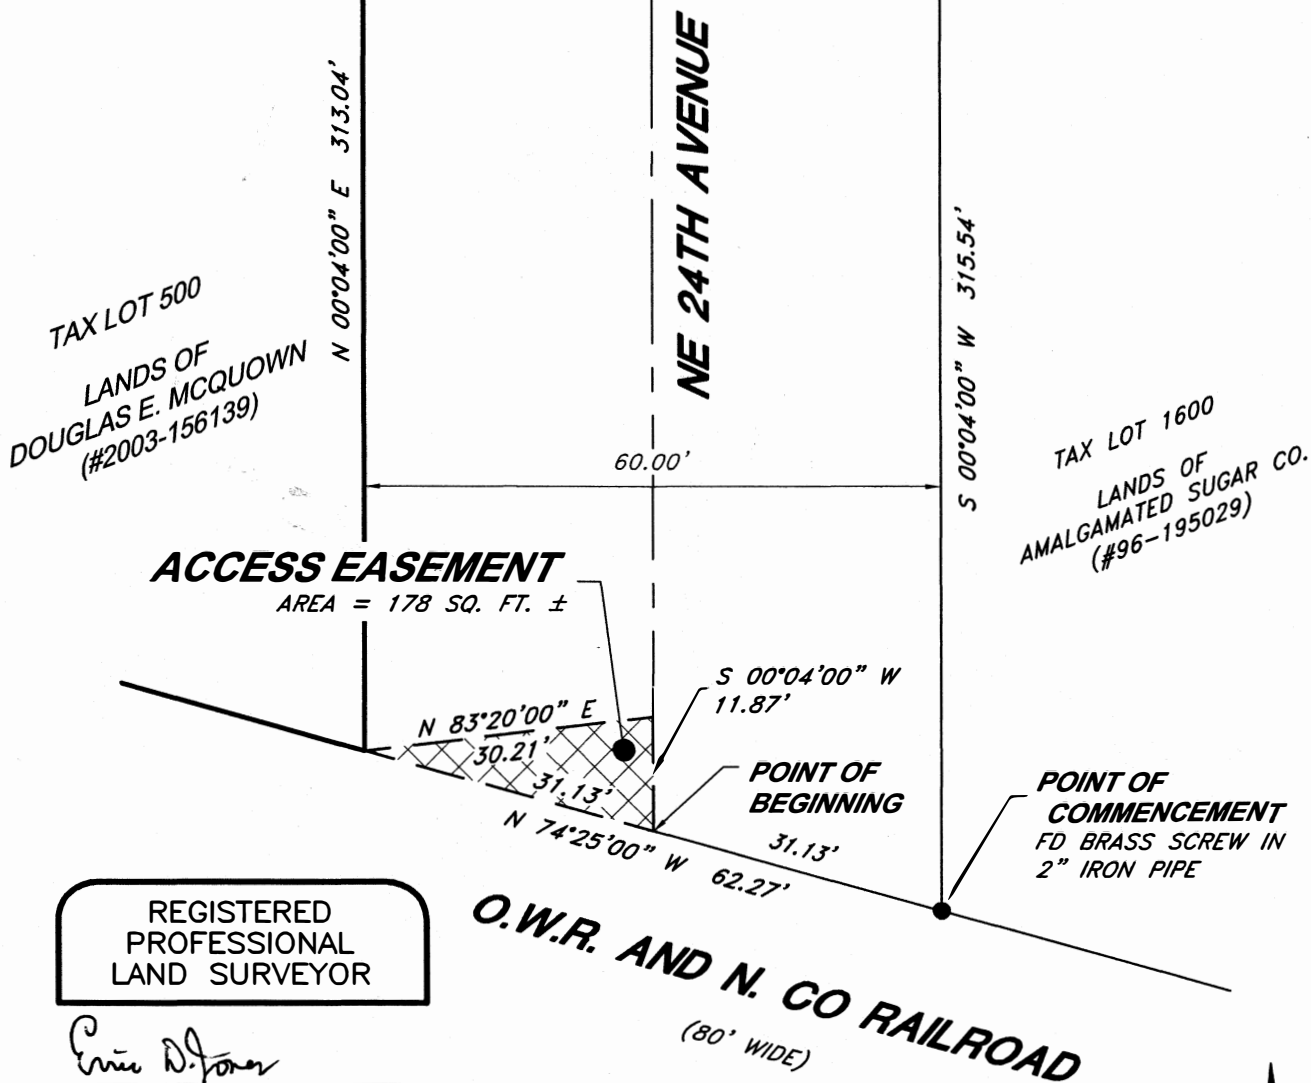 N 00°04'00" E 313.04'
NE 24TH AVENUE
S 00°04'00" W 315.54'
TAX LOT 500
LANDS OF
DOUGLAS E. MCQUOWN
(#2003-156139)
TAX LOT 1600
LANDS OF
AMALGAMATED SUGAR CO.
(#96-195029)
60.00'
ACCESS EASEMENT
AREA = 178 SQ. FT. ±
S 00°04'00" W
11.87'
N 83°20'00" E
30.21'
31.13'
N 74°25'00" W 62.27'
POINT OF
BEGINNING
31.13'
POINT OF
COMMENCEMENT
FD BRASS SCREW IN
2" IRON PIPE
O.W.R. AND N. CO RAILROAD
(80' WIDE)
REGISTERED
PROFESSIONAL
LAND SURVEYOR